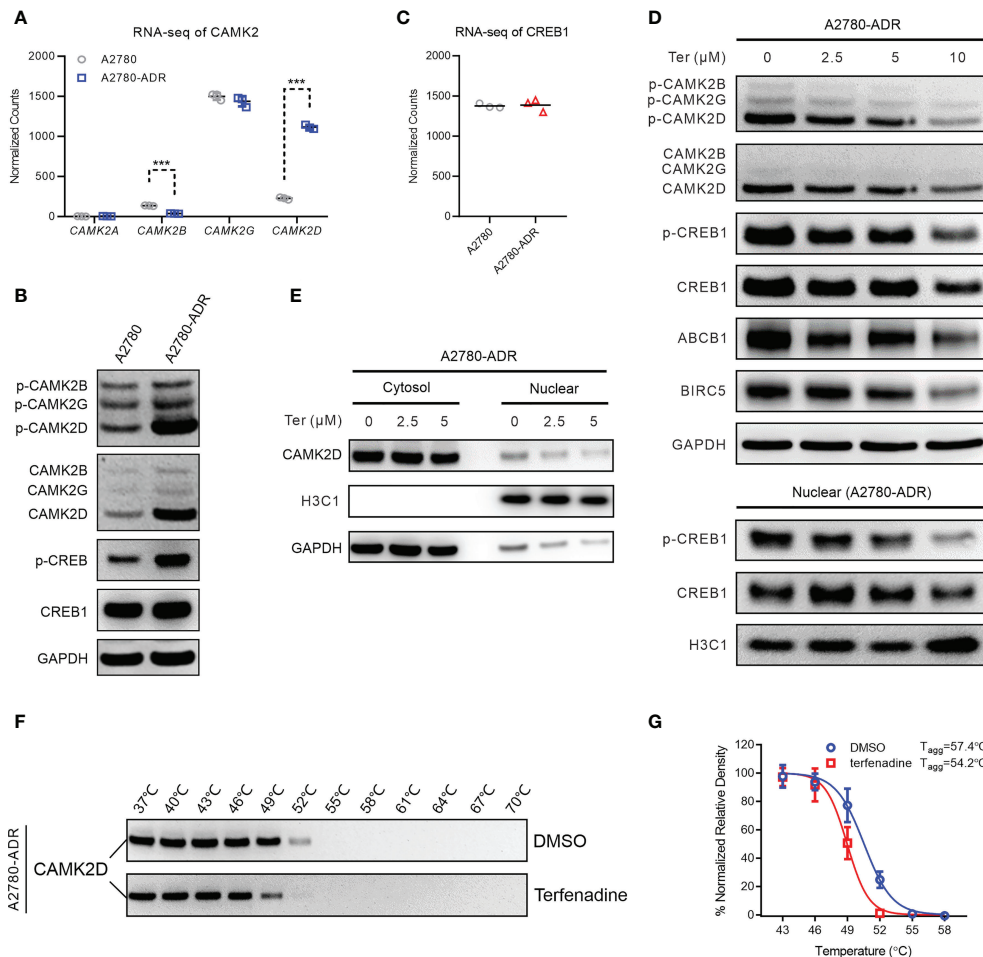 A
RNA-seq of CAMK2
A2780
A2780-ADR
Normalized Counts
2000
1500
1000
500
0
***
***
CAMK2A CAMK2B CAMK2G CAMK2D
C
RNA-seq of CREB1
Normalized Counts
2000
1500
1000
500
0
A2780
A2780-ADR
D
A2780-ADR
Ter (μM) 0 2.5 5 10
p-CAMK2B
p-CAMK2G
p-CAMK2D
CAMK2B
CAMK2G
CAMK2D
p-CREB1
CREB1
ABCB1
BIRC5
GAPDH
Nuclear (A2780-ADR)
p-CREB1
CREB1
H3C1
B
A2780
A2780-ADR
p-CAMK2B
p-CAMK2G
p-CAMK2D
CAMK2B
CAMK2G
CAMK2D
p-CREB
CREB1
GAPDH
E
A2780-ADR
Cytosol Nuclear
Ter (μM) 0 2.5 5 0 2.5 5
CAMK2D
H3C1
GAPDH
F
37°C 40°C 43°C 46°C 49°C 52°C 55°C 58°C 61°C 64°C 67°C 70°C
A2780-ADR
CAMK2D
DMSO
Terfenadine
G
% Normalized Relative Density
120
100
80
60
40
20
0
DMSO Tagg=57.4°C
terfenadine Tagg=54.2°C
43 46 49 52 55 58
Temperature (°C)